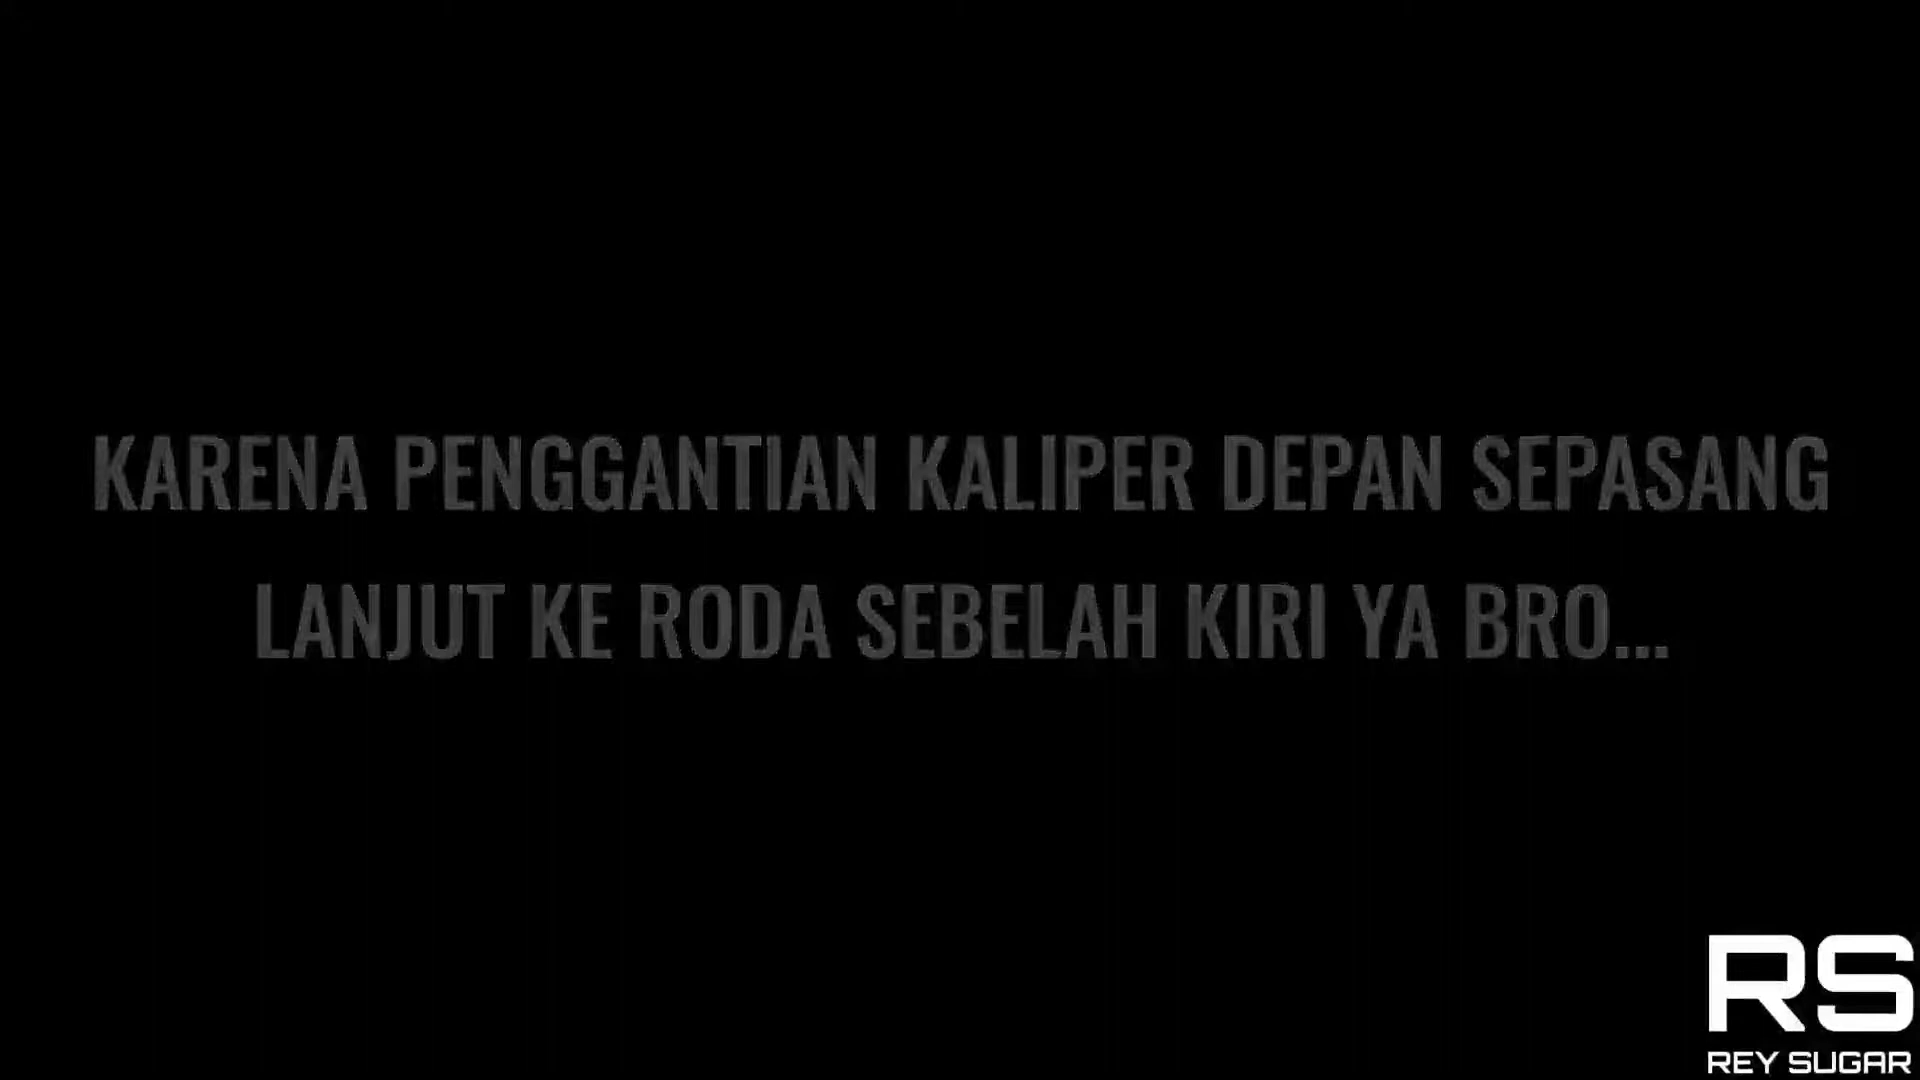 KARENA PENGGANTIAN KALIPER DEPAN SEPASANG
LANJUT KE RODA SEBELAH KIRI YA BRO...
RS
REY SUGAR